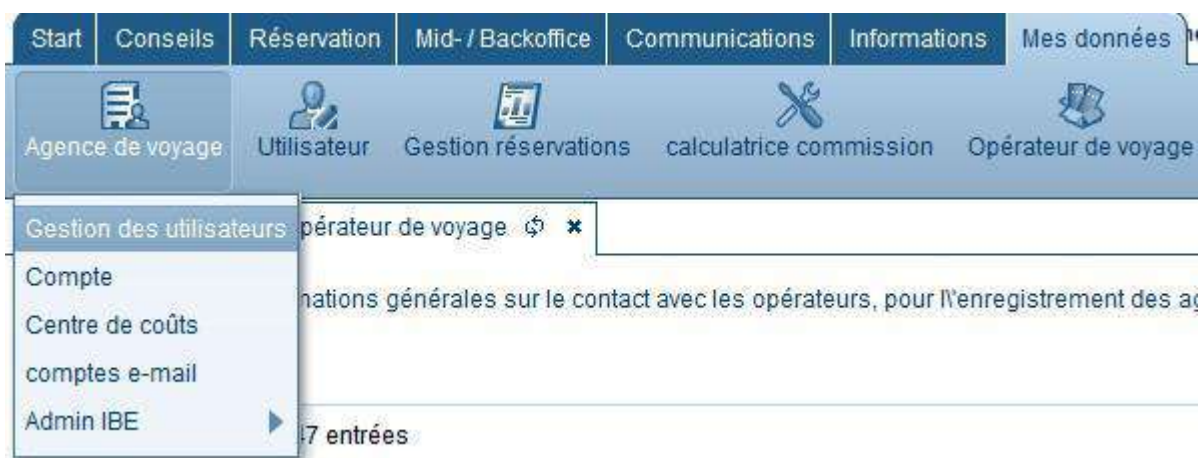 Start Conseils Réservation Mid- / Backoffice Communications Informations Mes données
Agence de voyage Utilisateur Gestion réservations calculatrice commission Opérateur de voyage
Gestion des utilisateurs
pérateur de voyage
Compte
nations générales sur le contact avec les opérateurs, pour l\'enregistrement des ag
Centre de coûts
comptes e-mail
Admin IBE
47 entrées